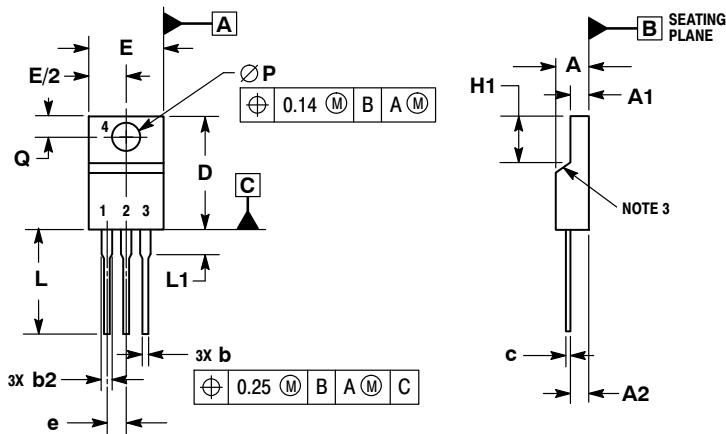 A
E
E/2
∅ P
⌖ 0.14 Ⓜ B A Ⓜ
4
Q
D
C
1 2 3
L
L1
3X b
3X b2
⌖ 0.25 Ⓜ B A Ⓜ C
e
B SEATING
PLANE
A
H1
A1
NOTE 3
c
A2